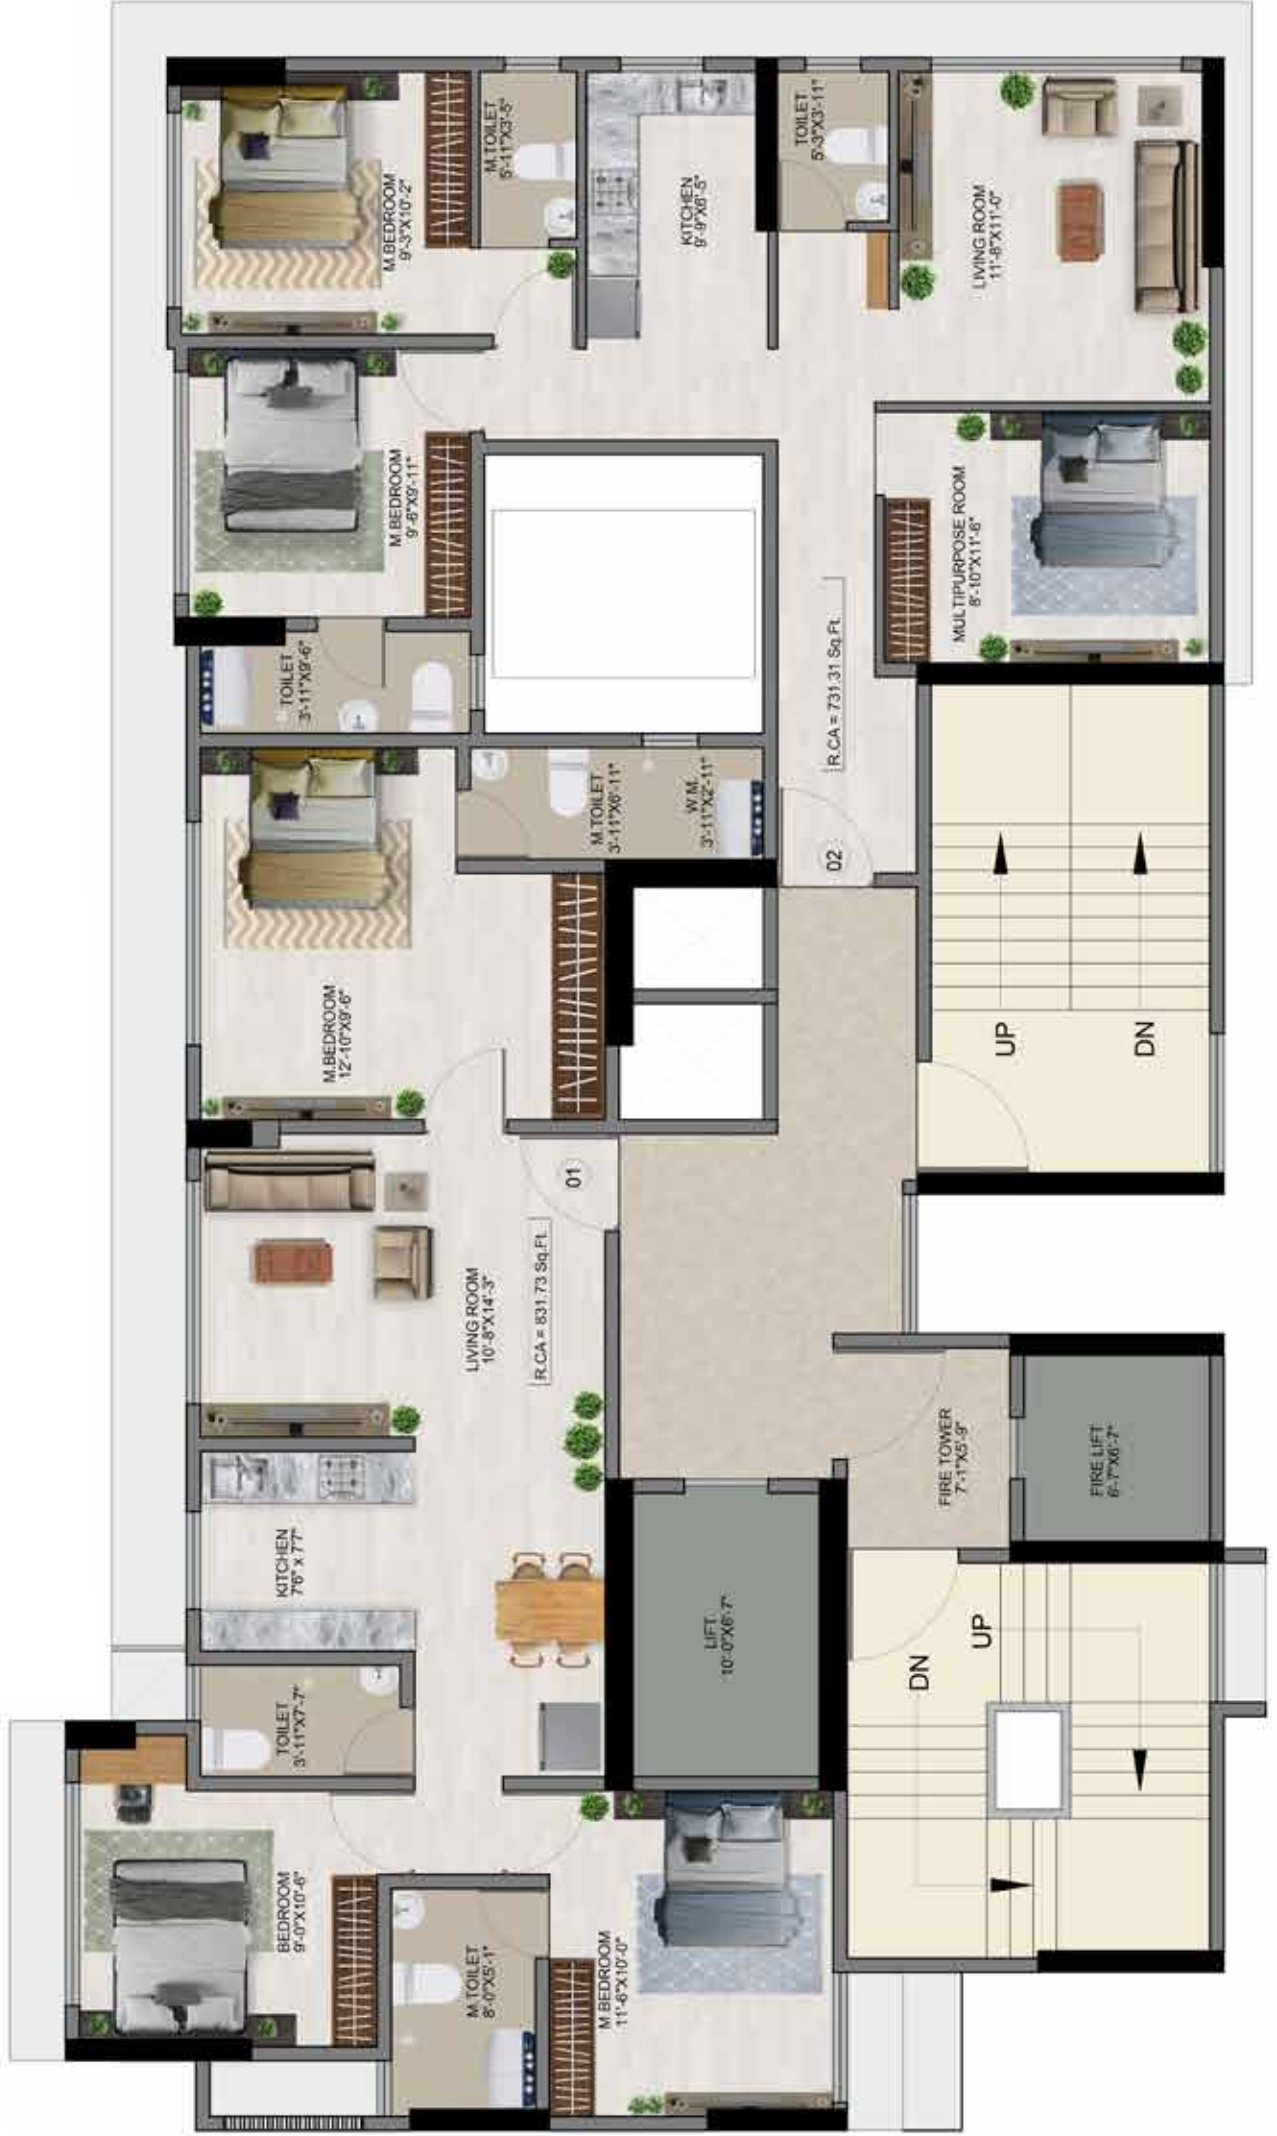 M.BEDROOM
9'-3"X10'-2"
M.TOILET
5'-11"X3'-5"
KITCHEN
9'-9"X6'-5"
TOILET
5'-3"X3'-11"
LIVING ROOM
11'-8"X11'-0"
M.BEDROOM
9'-6"X9'-11"
MULTIPURPOSE ROOM
8'-10"X11'-6"
TOILET
3'-11"X9'-6"
R.CA = 731.31 Sq.Ft.
M.TOILET
3'-11"X6'-11"
W.M.
3'-11"X2'-11"
02
M.BEDROOM
12'-10"X9'-6"
UP
DN
01
LIVING ROOM
10'-8"X14'-3"
R.CA = 831.73 Sq.Ft.
FIRE TOWER
7'-1"X5'-9"
FIRE LIFT
6'-7"X6'-7"
KITCHEN
7'6" x 7'7"
LIFT
10'-0"X6'-7"
TOILET
3'-11"X7'-7"
DN
UP
BEDROOM
9'-0"X10'-6"
M.TOILET
8'-0"X5'-1"
M.BEDROOM
11'-6"X10'-0"